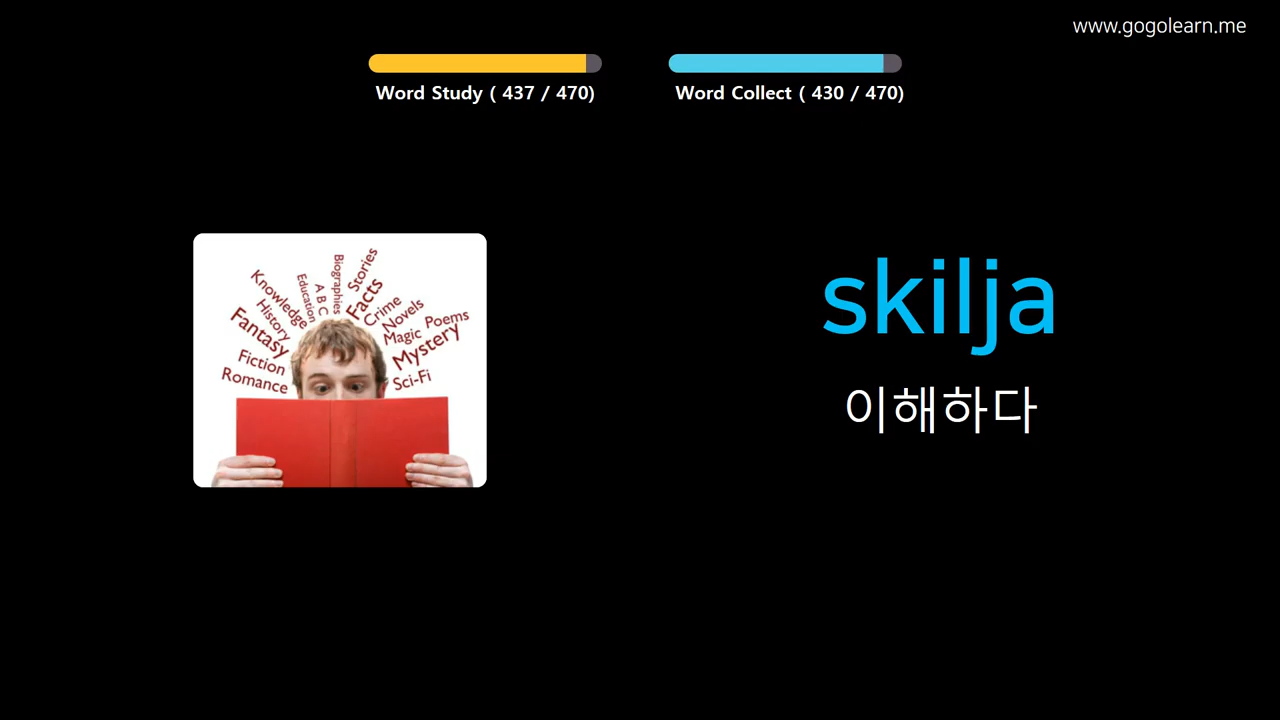 www.gogolearn.me
Word Study ( 437 / 470)
Word Collect ( 430 / 470)
skilja
이해하다
Knowledge
History
Fantasy
Fiction
Romance
Education
A B C
Biographies
Stories
Facts
Crime
Novels
Magic
Poems
Mystery
Sci-Fi